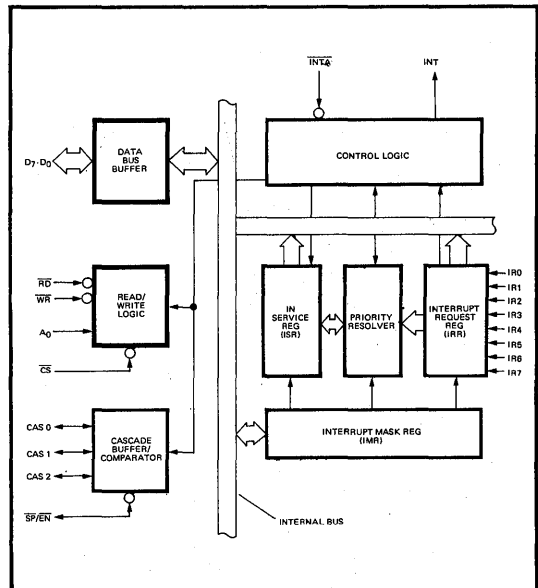 INTA
INT
DATA
BUS
BUFFER
D7-D0
CONTROL LOGIC
RD
WR
A0
CS
READ/
WRITE
LOGIC
IN
SERVICE
REG
(ISR)
PRIORITY
RESOLVER
INTERRUPT
REQUEST
REG
(IRR)
IR0
IR1
IR2
IR3
IR4
IR5
IR6
IR7
CAS 0
CAS 1
CAS 2
CASCADE
BUFFER/
COMPARATOR
INTERRUPT MASK REG
(IMR)
SP/EN
INTERNAL BUS